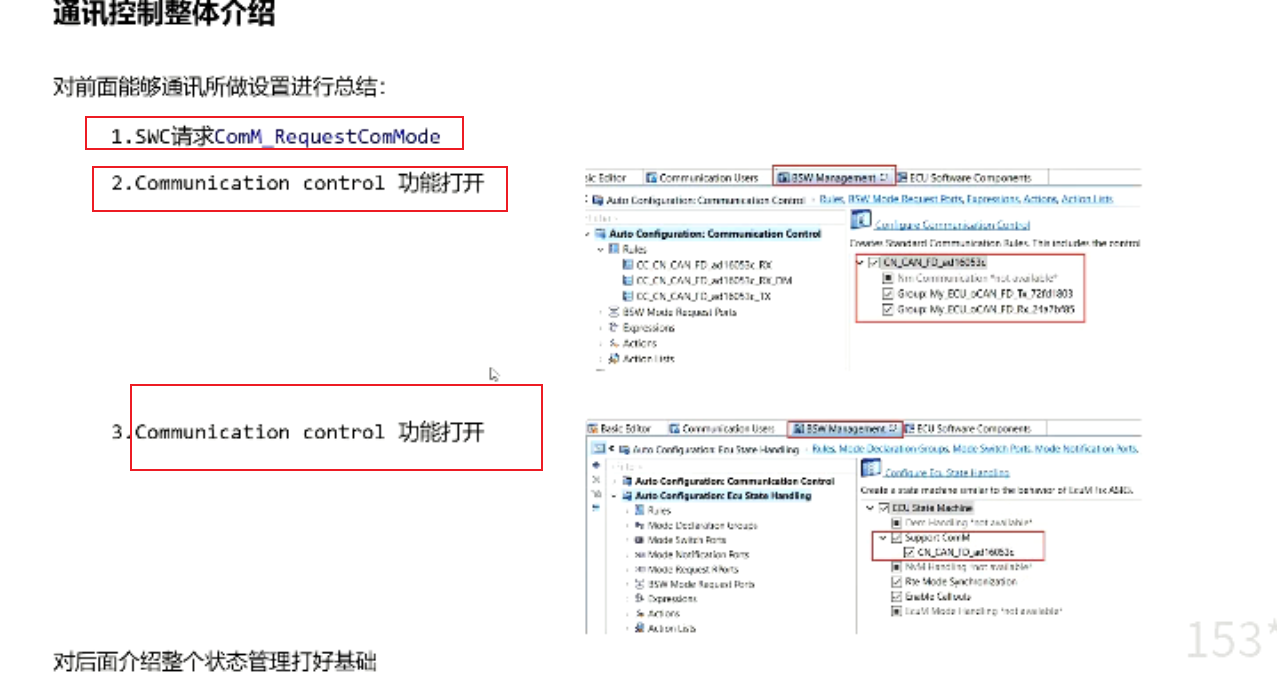 通讯控制整体介绍
对前面能够通讯所做设置进行总结:
1.SWC请求ComM_RequestComMode
2.Communication control 功能打开
sic Editor Communication Users BSW Management ECU Software Components
Auto Configuration: Communication Control Rules, BSW Mode Request Ports, Expressions, Actions, Action Lists
Configure Communication Control
Auto Configuration: Communication Control
Creates Standard Communication Rules. This includes the control
Rules
CN_CAN_FD_ad16053c
CC_CN_CAN_FD_ad16053c_RX
Nm Communication *not available*
CC_CN_CAN_FD_ad16053c_RX_DM
Group: My_ECU_oCAN_FD_Tx_72fd1803
CC_CN_CAN_FD_ad16053c_TX
Group: My_ECU_oCAN_FD_Rx_24a7bf85
BSW Mode Request Ports
Expressions
Actions
Action Lists
3.Communication control 功能打开
Basic Editor Communication Users BSW Management ECU Software Components
Auto Configuration: Ecu State Handling Rules, Mode Declaration Groups, Mode Switch Ports, Mode Notification Ports,
Configure Ecu State Handling
Auto Configuration: Communication Control
Create a state machine similar to the behavior of EcuM fix ASR3.
Auto Configuration: Ecu State Handling
Rules
ECU State Machine
Mode Declaration Groups
Dem Handling *not available*
Mode Switch Ports
Support ComM
Mode Notification Ports
CN_CAN_FD_ad16053c
Mode Request RPorts
NvM Handling *not available*
BSW Mode Request Ports
Rte Mode Synchronization
Expressions
Enable Callouts
Actions
EcuM Mode Handling *not available*
Action Lists
对后面介绍整个状态管理打好基础
153*